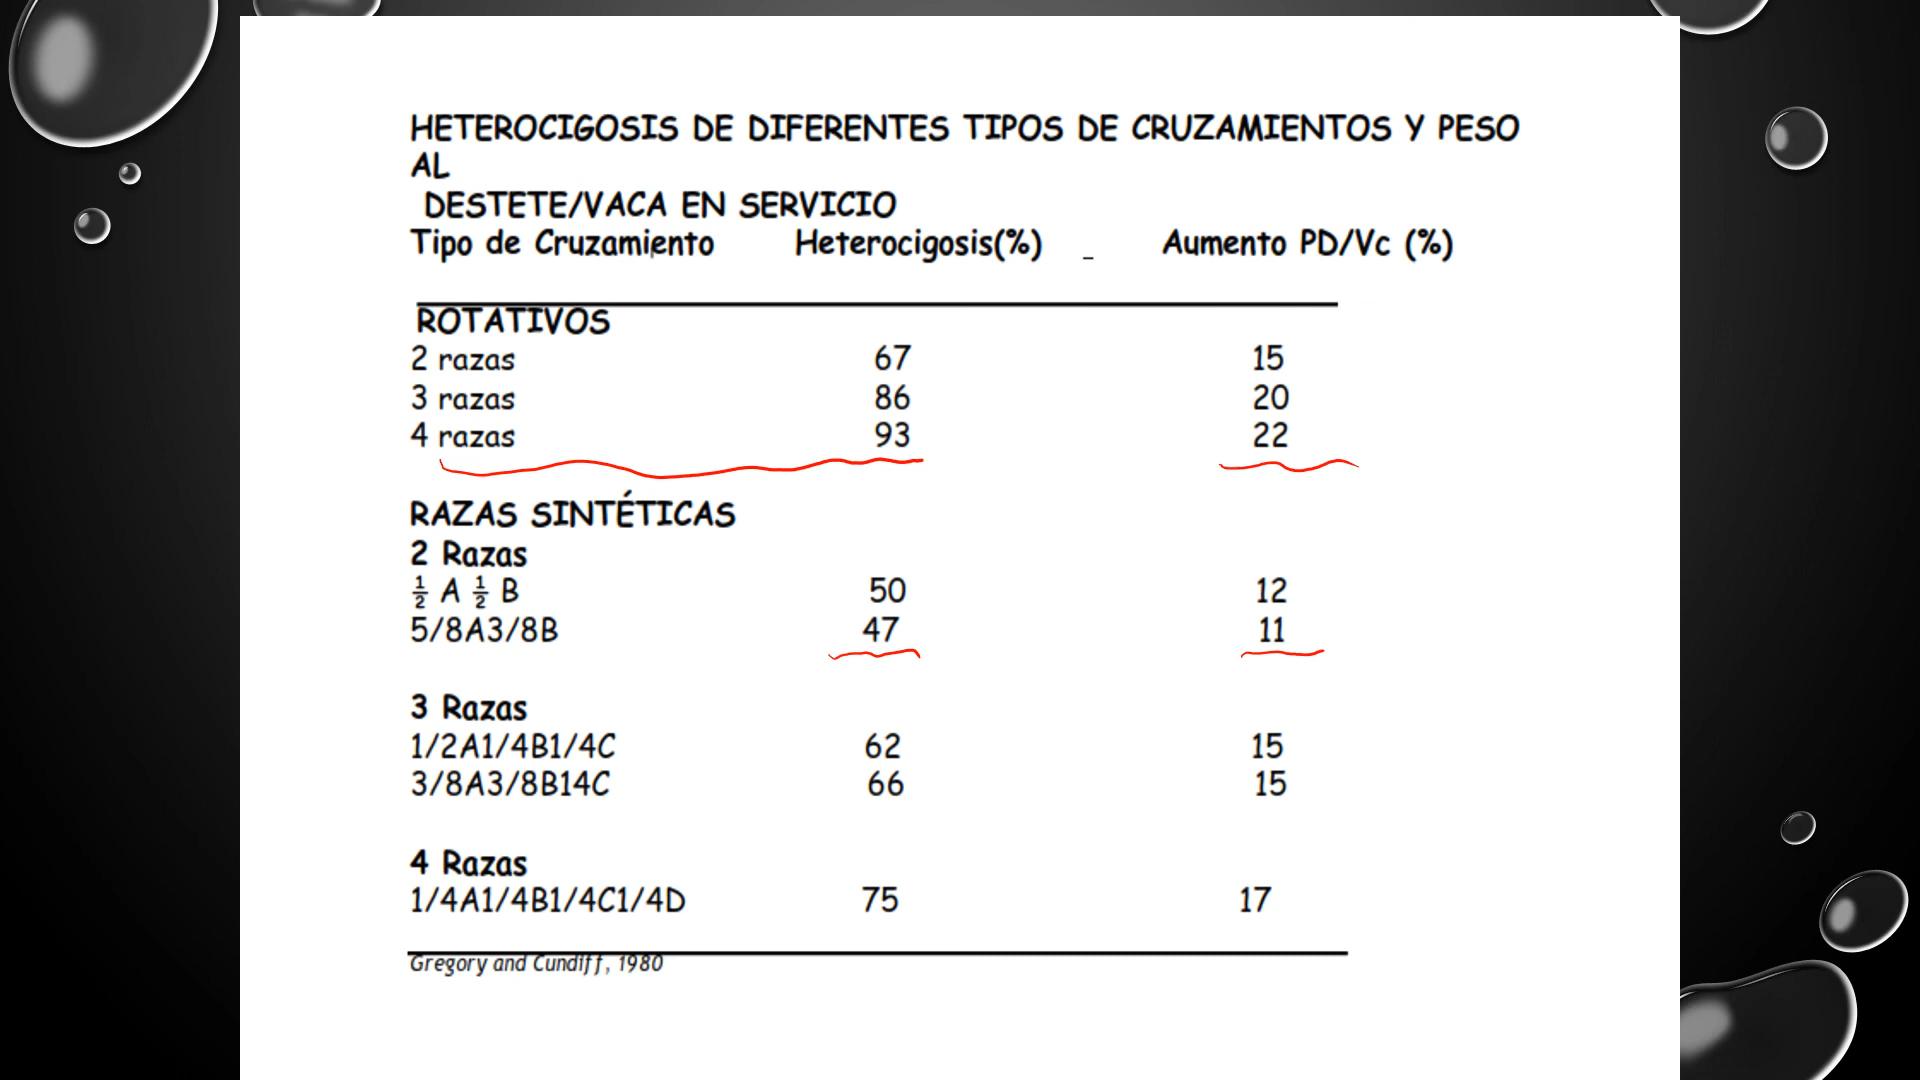 HETEROCIGOSIS DE DIFERENTES TIPOS DE CRUZAMIENTOS Y PESO
AL
DESTETE/VACA EN SERVICIO
Tipo de Cruzamiento Heterocigosis(%) _ Aumento PD/Vc (%)
ROTATIVOS
2 razas 67 15
3 razas 86 20
4 razas 93 22
RAZAS SINTÉTICAS
2 Razas
½ A ½ B 50 12
5/8A3/8B 47 11
3 Razas
1/2A1/4B1/4C 62 15
3/8A3/8B14C 66 15
4 Razas
1/4A1/4B1/4C1/4D 75 17
Gregory and Cundiff, 1980